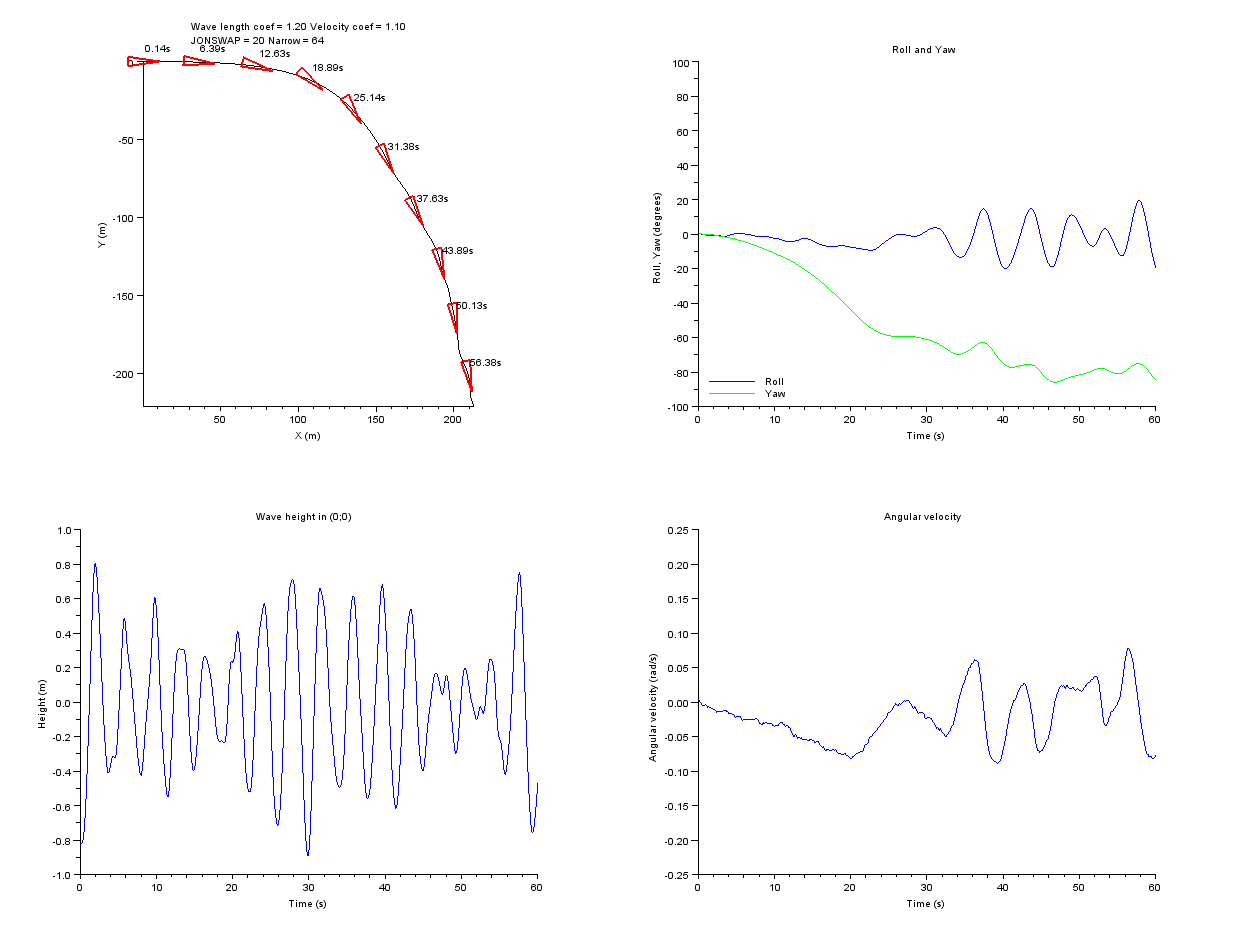 Wave length coef = 1.20 Velocity coef = 1.10
JONSWAP = 20 Narrow = 64
0.14s
6.39s
12.63s
18.89s
25.14s
31.38s
37.63s
43.89s
50.13s
56.38s
0
-50
-100
-150
-200
Y (m)
50
100
150
200
X (m)
Roll and Yaw
100
80
60
40
20
0
-20
-40
-60
-80
-100
Roll, Yaw (degrees)
Roll
Yaw
0
10
20
30
40
50
60
Time (s)
Wave height in (0;0)
1.0
0.8
0.6
0.4
0.2
0.0
-0.2
-0.4
-0.6
-0.8
-1.0
Height (m)
0
10
20
30
40
50
60
Time (s)
Angular velocity
0.25
0.20
0.15
0.10
0.05
0.00
-0.05
-0.10
-0.15
-0.20
-0.25
Angular velocity (rad/s)
0
10
20
30
40
50
60
Time (s)